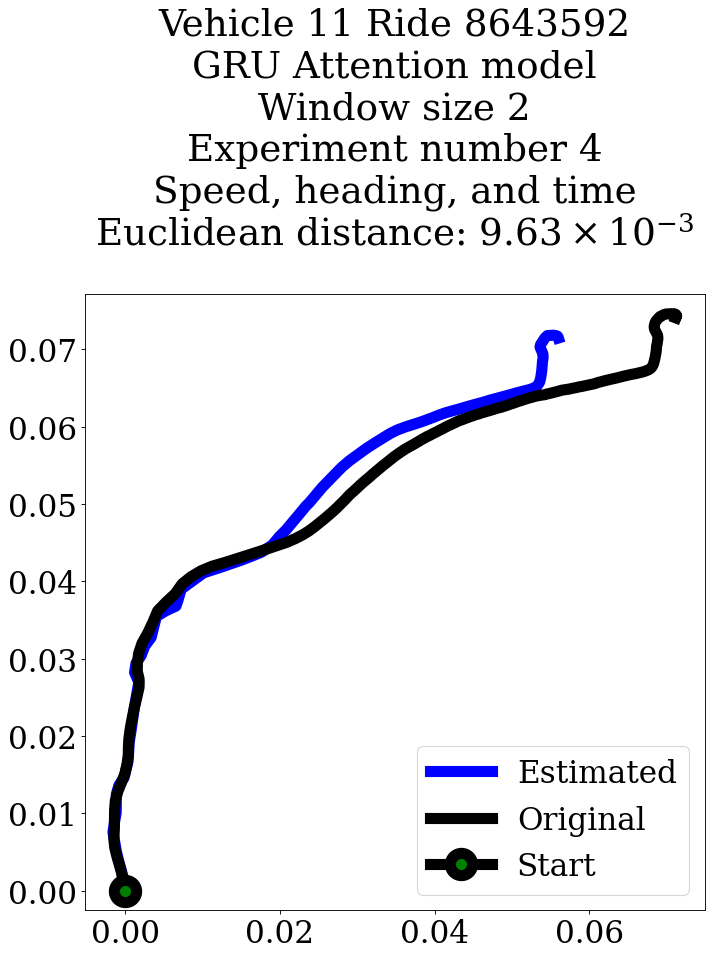 Vehicle 11 Ride 8643592
GRU Attention model
Window size 2
Experiment number 4
Speed, heading, and time
Euclidean distance: 9.63 × 10⁻³
0.07
0.06
0.05
0.04
0.03
0.02
0.01
0.00
Estimated
Original
Start
0.00 0.02 0.04 0.06